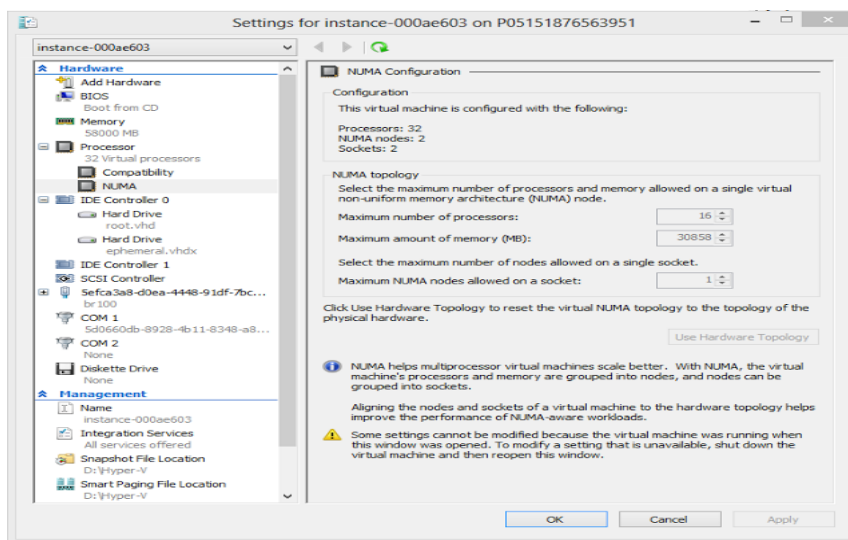 Settings for instance-000ae603 on P05151876563951
instance-000ae603
Hardware
Add Hardware
BIOS
Boot from CD
Memory
58000 MB
Processor
32 Virtual processors
Compatibility
NUMA
IDE Controller 0
Hard Drive
root.vhd
Hard Drive
ephemeral.vhdx
IDE Controller 1
SCSI Controller
5efca3a8-d0ea-4448-91df-7bc...
br100
COM 1
5d0660db-8928-4b11-8348-a8...
COM 2
None
Diskette Drive
None
Management
Name
instance-000ae603
Integration Services
All services offered
Snapshot File Location
D:\Hyper-V
Smart Paging File Location
D:\Hyper-V
NUMA Configuration
Configuration
This virtual machine is configured with the following:
Processors: 32
NUMA nodes: 2
Sockets: 2
NUMA topology
Select the maximum number of processors and memory allowed on a single virtual
non-uniform memory architecture (NUMA) node.
Maximum number of processors: 16
Maximum amount of memory (MB): 30858
Select the maximum number of nodes allowed on a single socket.
Maximum NUMA nodes allowed on a socket: 1
Click Use Hardware Topology to reset the virtual NUMA topology to the topology of the
physical hardware.
Use Hardware Topology
NUMA helps multiprocessor virtual machines scale better. With NUMA, the virtual
machine's processors and memory are grouped into nodes, and nodes can be
grouped into sockets.
Aligning the nodes and sockets of a virtual machine to the hardware topology helps
improve the performance of NUMA-aware workloads.
Some settings cannot be modified because the virtual machine was running when
this window was opened. To modify a setting that is unavailable, shut down the
virtual machine and then reopen this window.
OK Cancel Apply